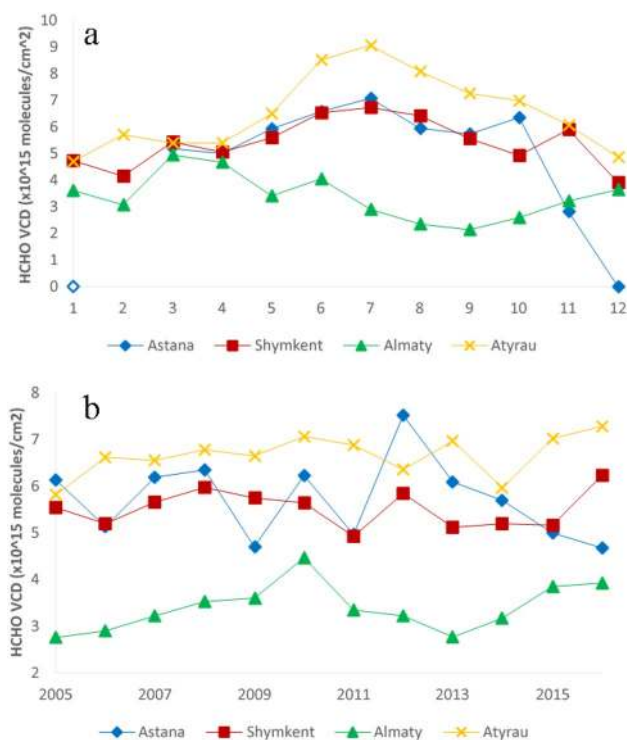 a
HCHO VCD (x10^15 molecules/cm^2)
10
9
8
7
6
5
4
3
2
1
0
1 2 3 4 5 6 7 8 9 10 11 12
Astana Shymkent Almaty Atyrau
b
HCHO VCD (x10^15 molecules/cm2)
8
7
6
5
4
3
2
2005 2007 2009 2011 2013 2015
Astana Shymkent Almaty Atyrau